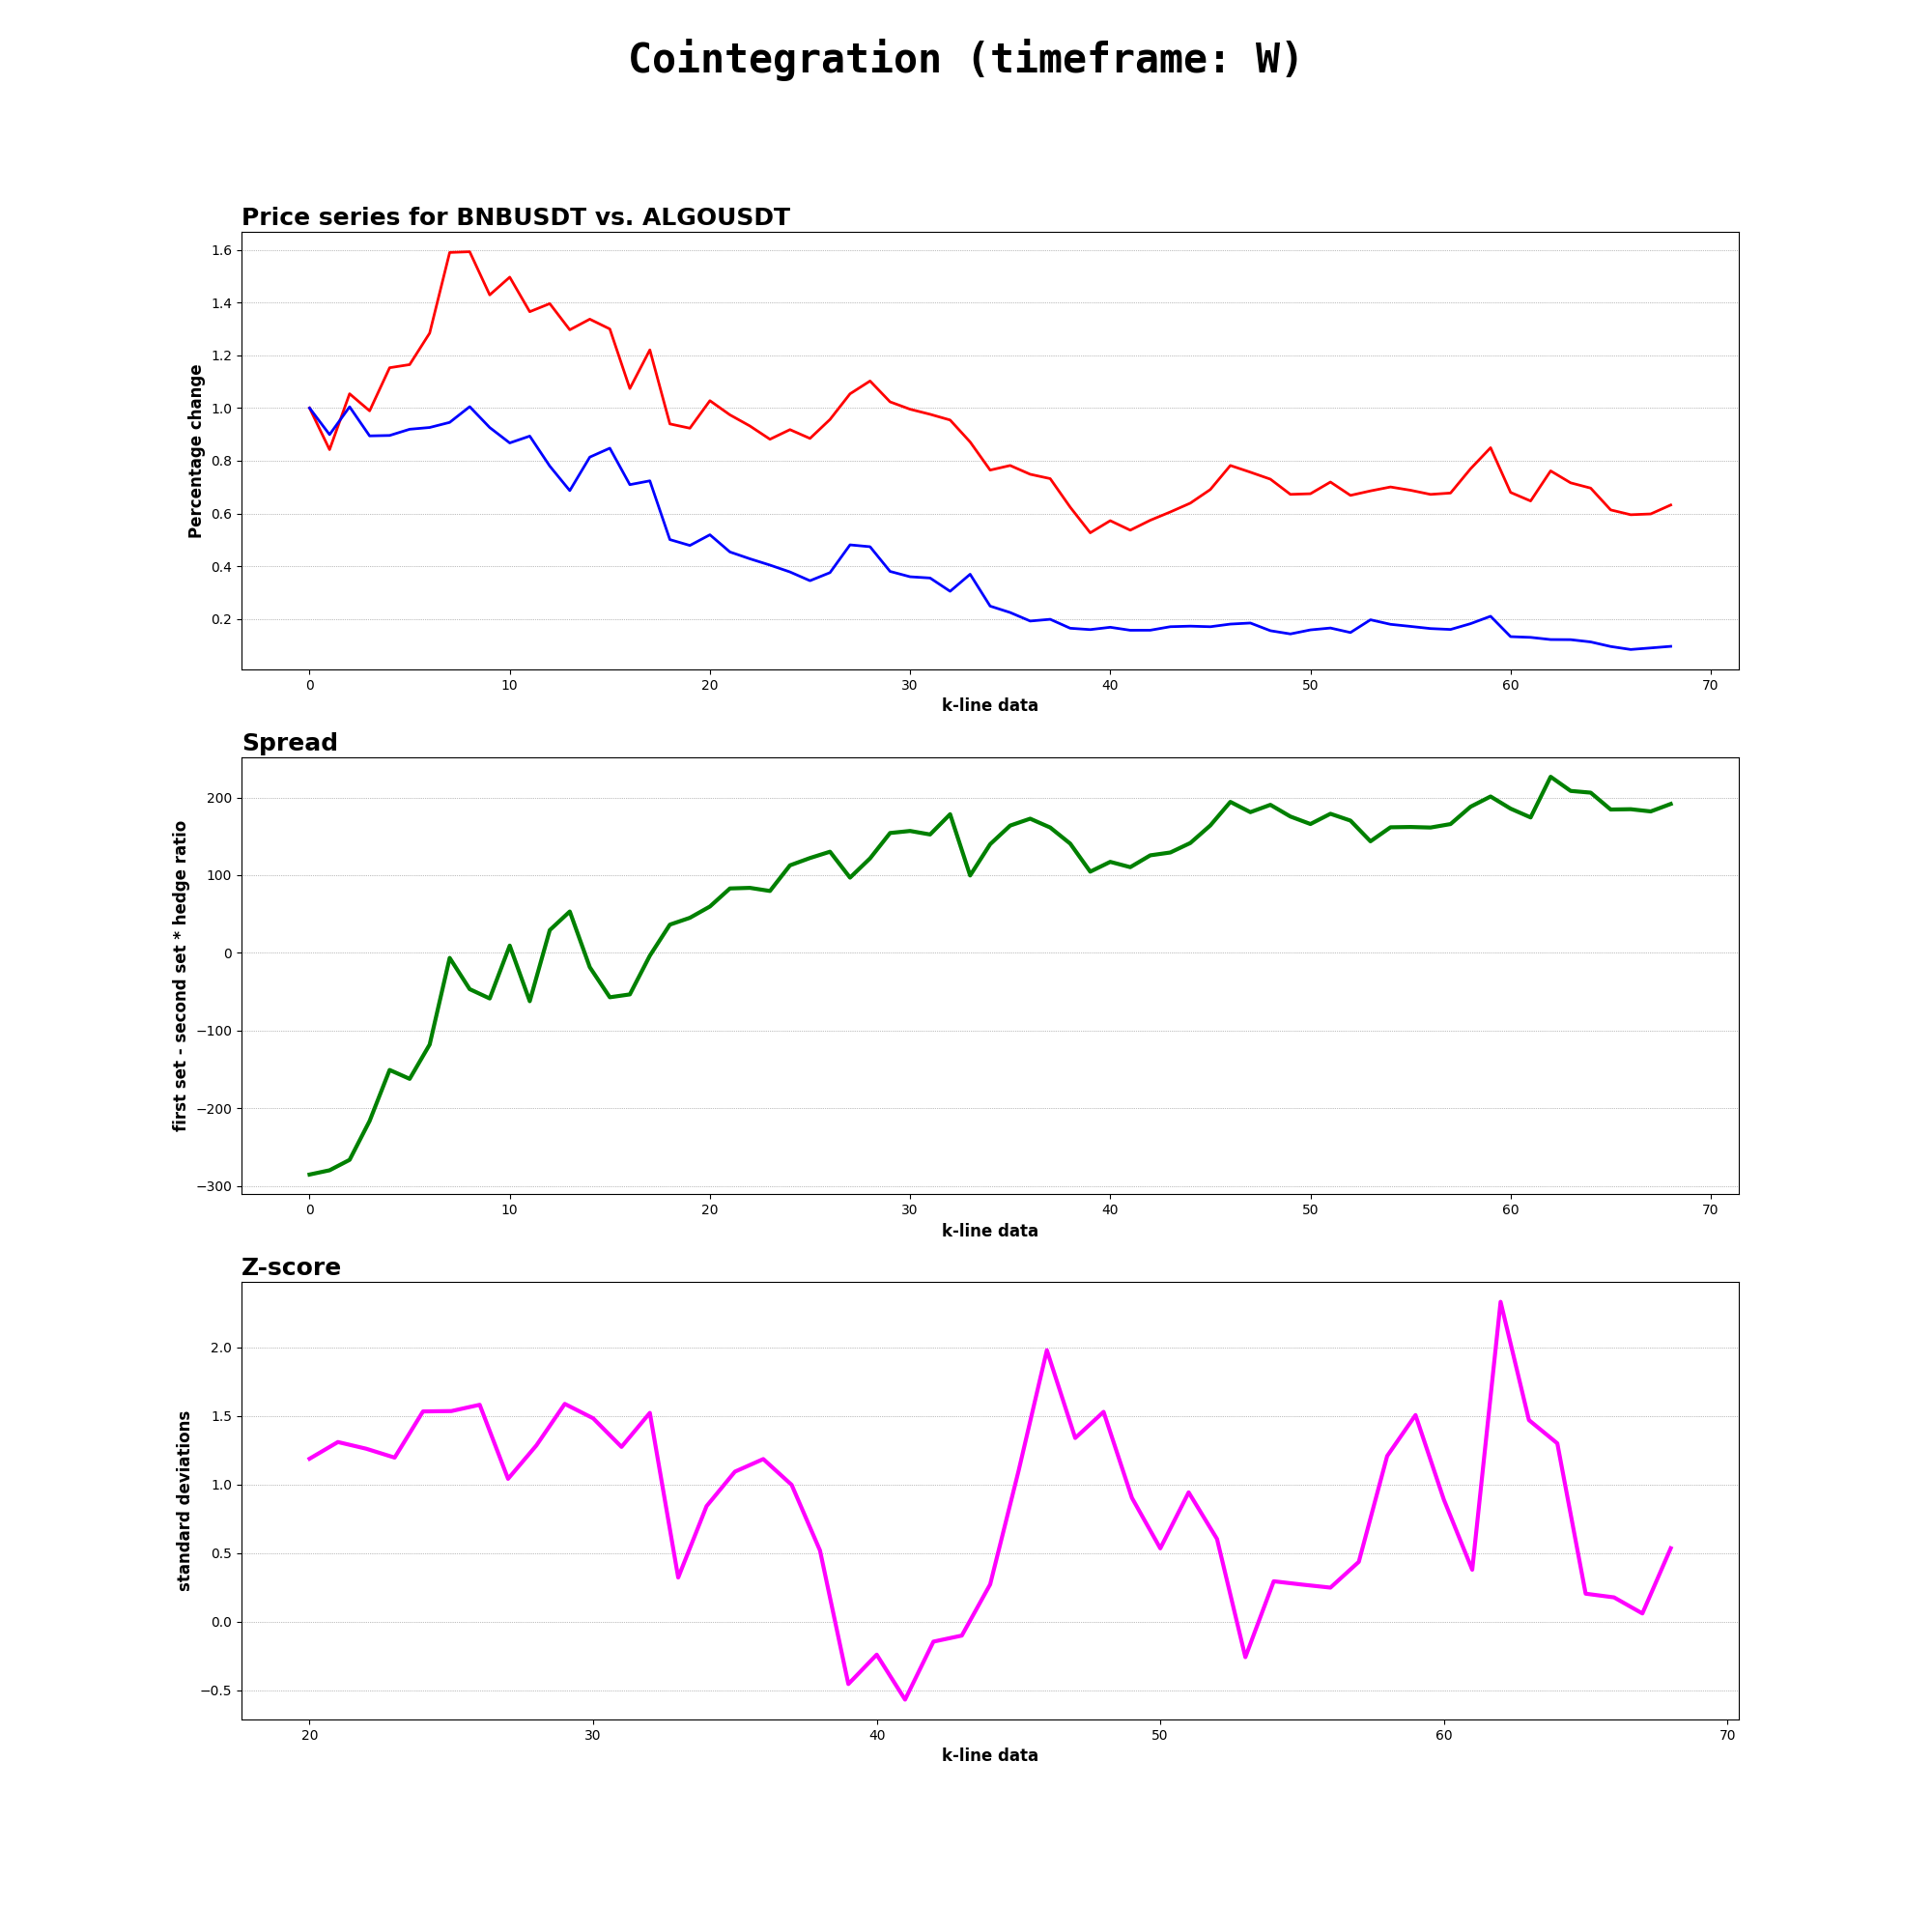 Cointegration (timeframe: W)
Price series for BNBUSDT vs. ALGOUSDT
Percentage change
1.6
1.4
1.2
1.0
0.8
0.6
0.4
0.2
0 10 20 30 40 50 60 70
k-line data
Spread
first set - second set * hedge ratio
200
100
0
−100
−200
−300
0 10 20 30 40 50 60 70
k-line data
Z-score
standard deviations
2.0
1.5
1.0
0.5
0.0
−0.5
20 30 40 50 60 70
k-line data